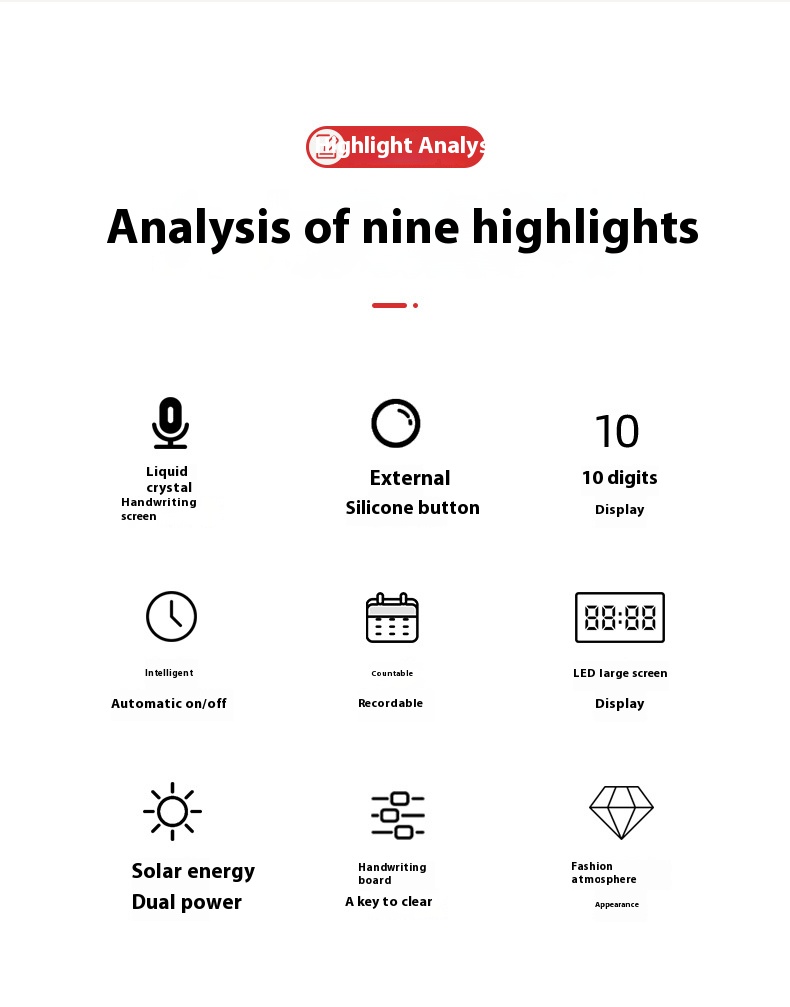 ghlight Analys
Analysis of nine highlights
Liquid
crystal
Handwriting
screen
External
Silicone button
10
10 digits
Display
Intelligent
Automatic on/off
Countable
Recordable
88:88
LED large screen
Display
Solar energy
Dual power
Handwriting
board
A key to clear
Fashion
atmosphere
Appearance